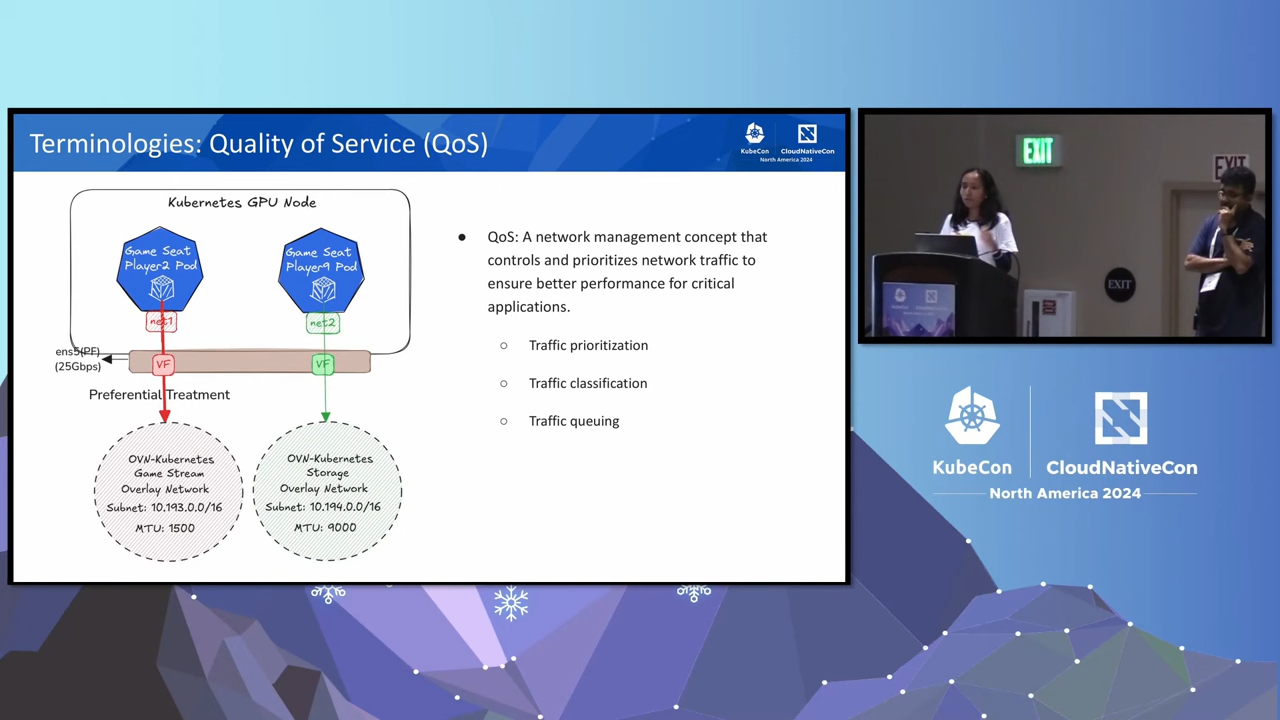 Terminologies: Quality of Service (QoS)
KubeCon
CloudNativeCon
North America 2024
Kubernetes GPU Node
Game Seat
Player2 Pod
Game Seat
Player9 Pod
net1
net2
ens5(PF)
(25Gbps)
VF
VF
Preferential Treatment
OVN-Kubernetes
Game Stream
Overlay Network
Subnet: 10.193.0.0/16
MTU: 1500
OVN-Kubernetes
Storage
Overlay Network
Subnet: 10.194.0.0/16
MTU: 9000
● QoS: A network management concept that
controls and prioritizes network traffic to
ensure better performance for critical
applications.
○ Traffic prioritization
○ Traffic classification
○ Traffic queuing
EXIT
EXIT
EXIT
KubeCon
CloudNativeCon
North America 2024